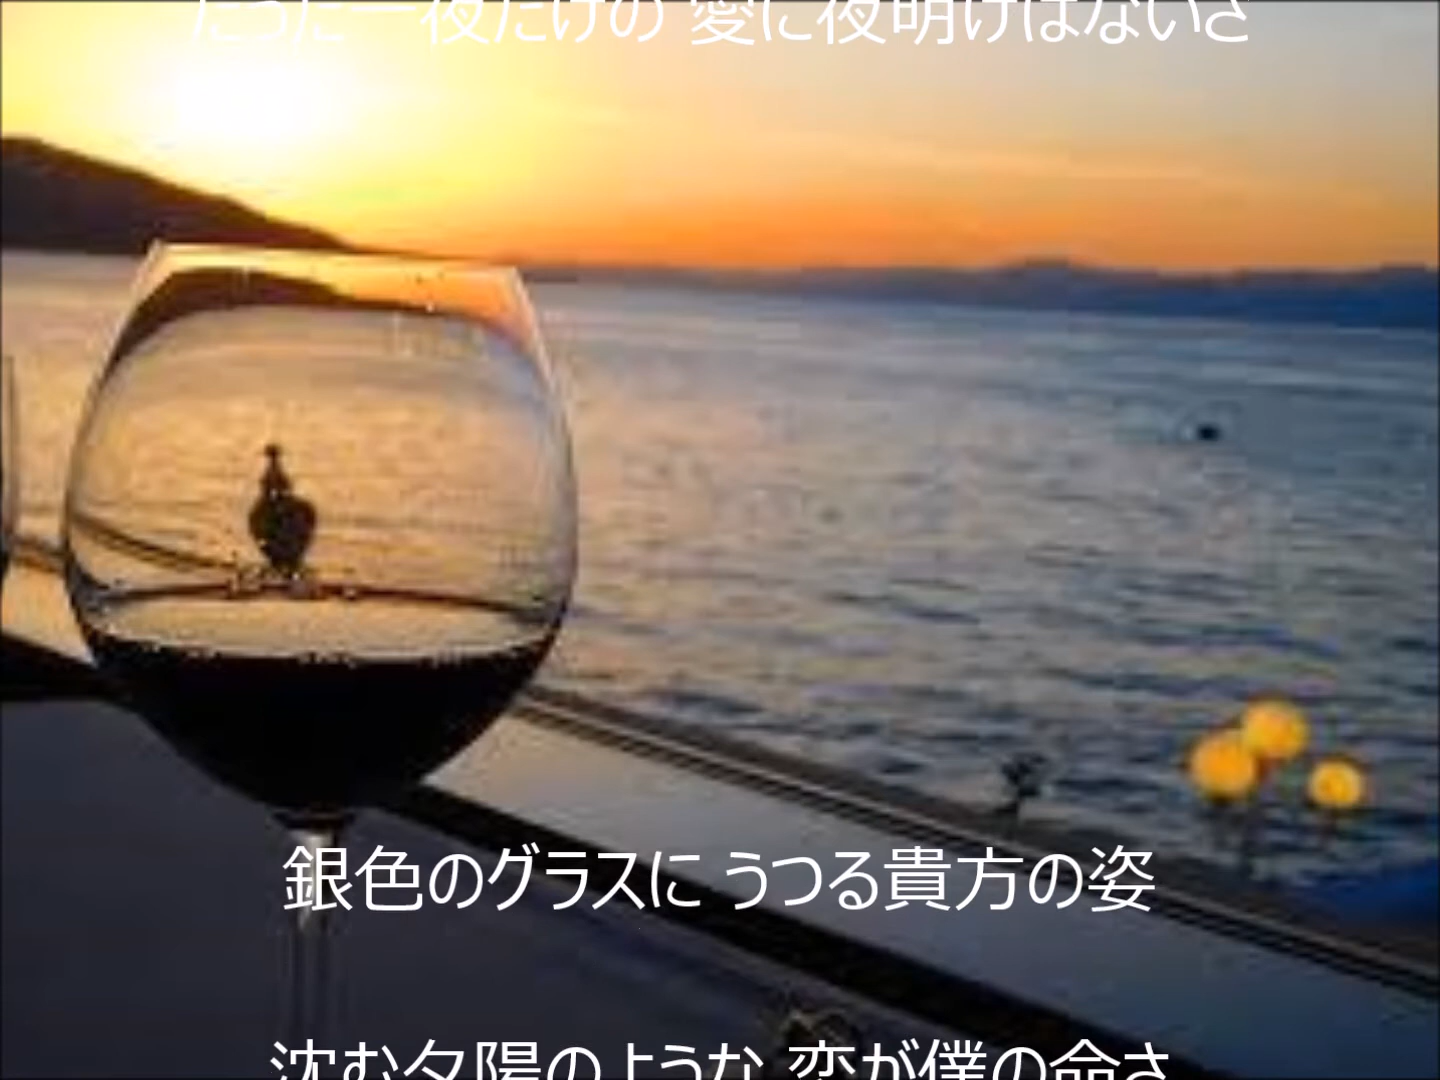 たった一夜だけの 愛に夜明けはないさ
銀色のグラスに うつる貴方の姿
沈む夕陽のような 恋が僕の命さ